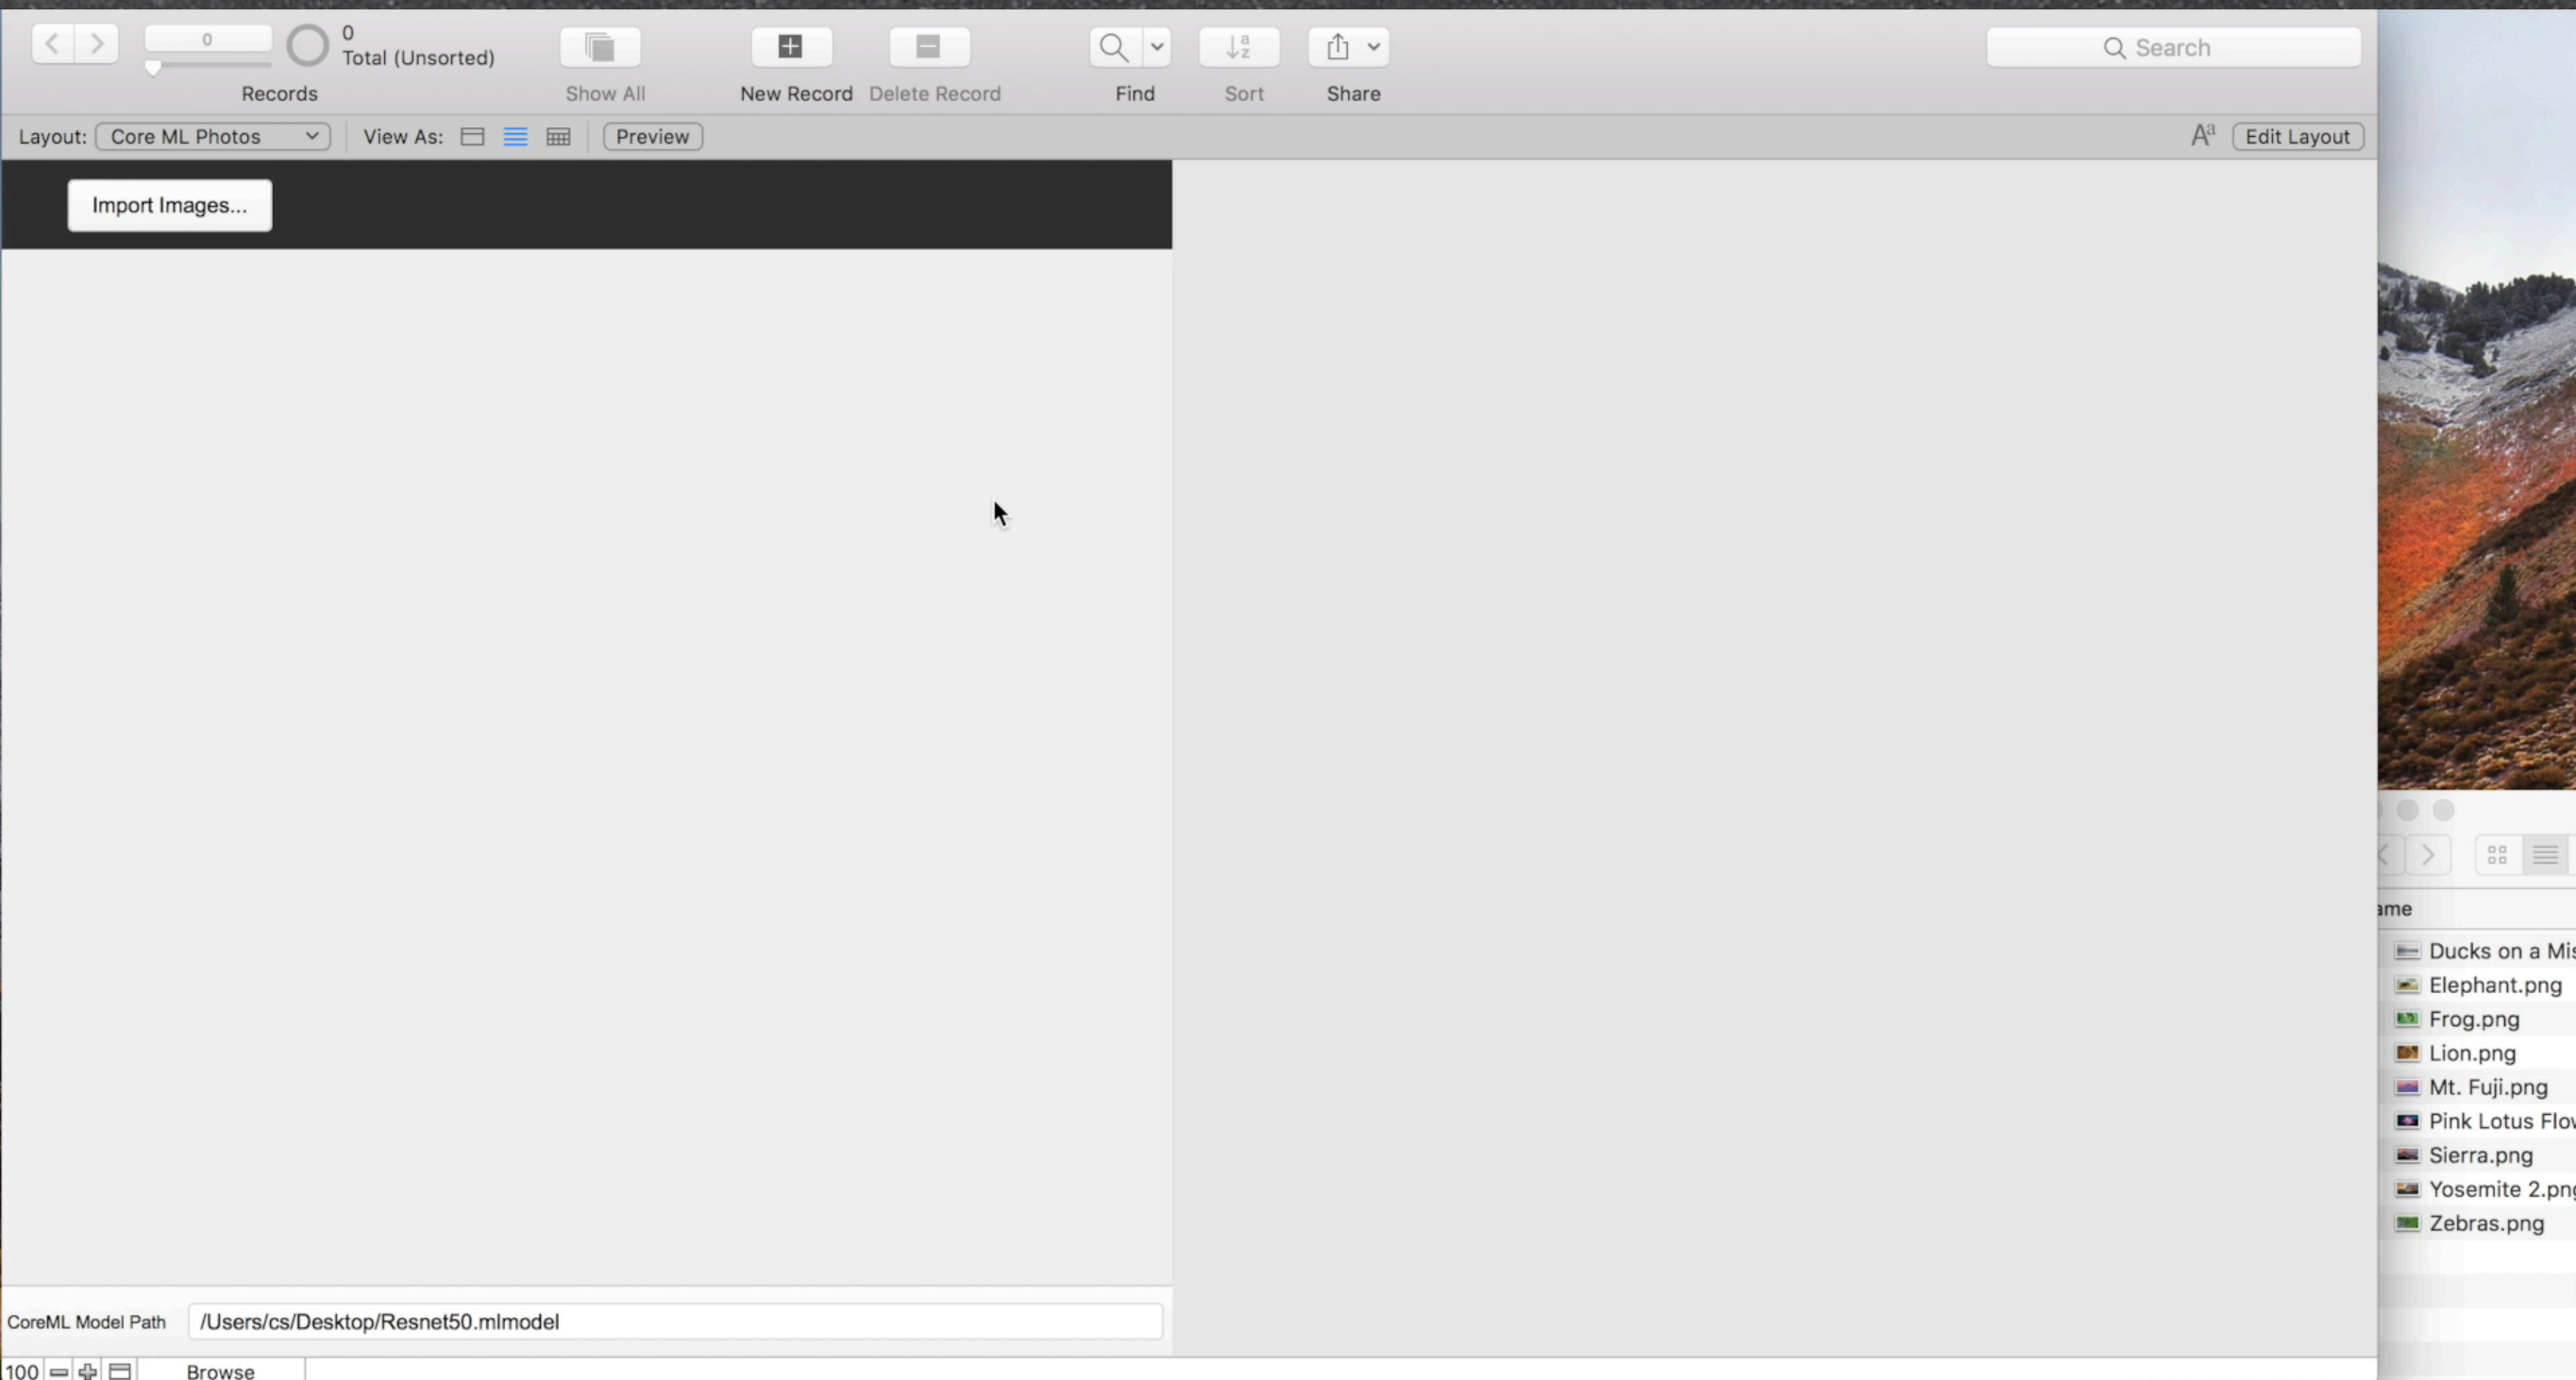 0
0
Total (Unsorted)
Search
Records
Show All
New Record
Delete Record
Find
Sort
Share
Layout:
Core ML Photos
View As:
Preview
Aa
Edit Layout
Import Images...
ame
Ducks on a Mis
Elephant.png
Frog.png
Lion.png
Mt. Fuji.png
Pink Lotus Flow
Sierra.png
Yosemite 2.png
Zebras.png
CoreML Model Path
/Users/cs/Desktop/Resnet50.mlmodel
100
Browse